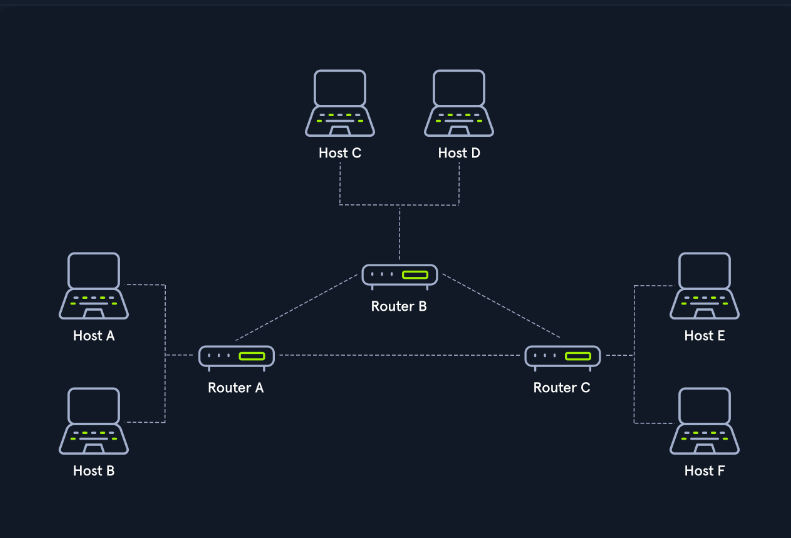 Host C
Host D
Router B
Host A
Host E
Router A
Router C
Host B
Host F